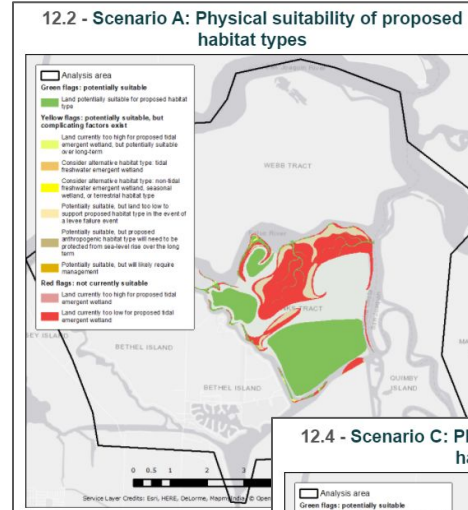 12.2 - Scenario A: Physical suitability of proposed
habitat types
Analysis area
Green flags: potentially suitable
Land potentially suitable for proposed habitat
type
Yellow flags: potentially suitable, but
complicating factors exist
Land currently too high for proposed tidal
emergent wetland, but potentially suitable
over long-term
Consider alternative habitat type: tidal
freshwater emergent wetland
Consider alternative habitat type: non-tidal
freshwater emergent wetland, seasonal
wetland, or terrestrial habitat type
Potentially suitable, but land too low to
support proposed habitat type in the event of
a levee failure event
Potentially suitable, but proposed
anthropogenic habitat type will need to be
protected from sea-level rise over the long
term
Potentially suitable, but will likely require
management
Red flags: not currently suitable
Land currently too high for proposed tidal
emergent wetland
Land currently too low for proposed tidal
emergent wetland
WEBB TRACT
TRACT
EY ISLAND
BETHEL ISLAND
BETHEL ISLAND
QUIMBY
ISLAND
0 0.5 1 2 3
Service Layer Credits: Esri, HERE, DeLorme, MapmyIndia, © Open
12.4 - Scenario C: P
ha
Analysis area
Green flags: potentially suitable